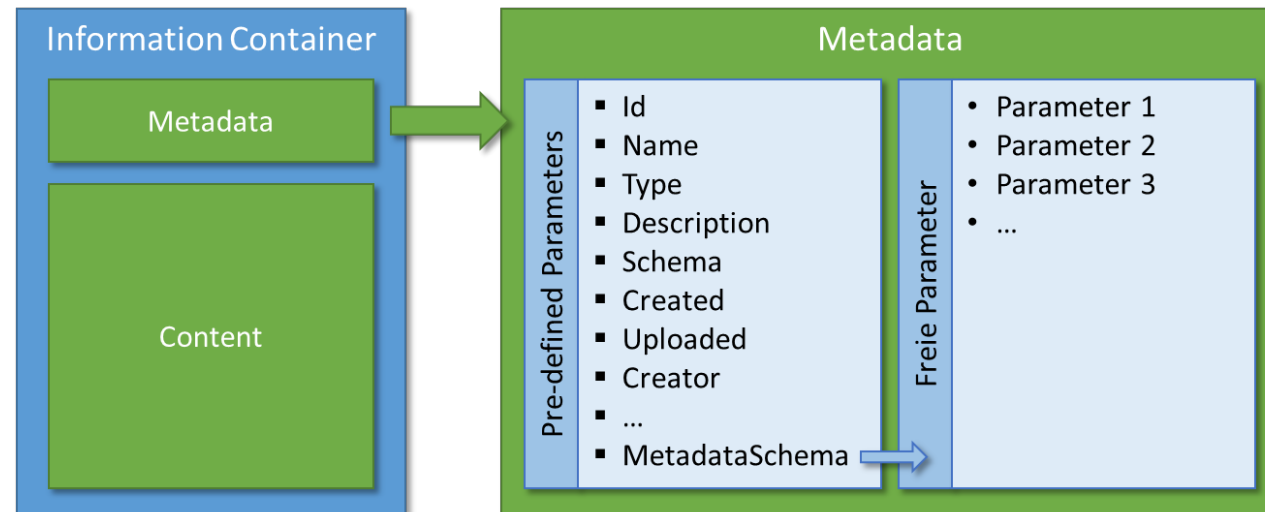 Information Container
Metadata
Content
Metadata
Pre-defined Parameters
▪ Id
▪ Name
▪ Type
▪ Description
▪ Schema
▪ Created
▪ Uploaded
▪ Creator
▪ ...
▪ MetadataSchema
Freie Parameter
• Parameter 1
• Parameter 2
• Parameter 3
• ...